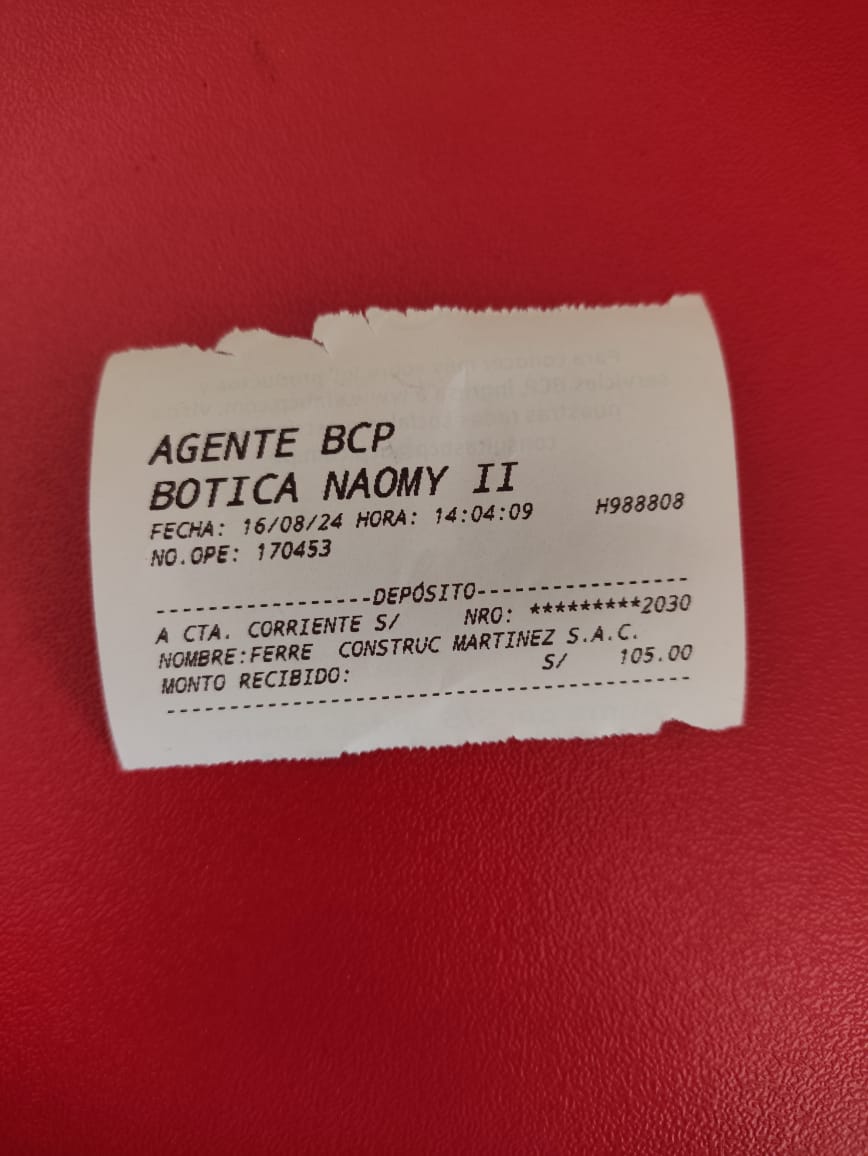 AGENTE BCP
BOTICA NAOMY II
FECHA: 16/08/24 HORA: 14:04:09 H988808
NO.OPE: 170453
-----------------DEPÓSITO-----------------
A CTA. CORRIENTE S/ NRO: *********2030
NOMBRE:FERRE CONSTRUC MARTINEZ S.A.C.
MONTO RECIBIDO: S/ 105.00
------------------------------------------